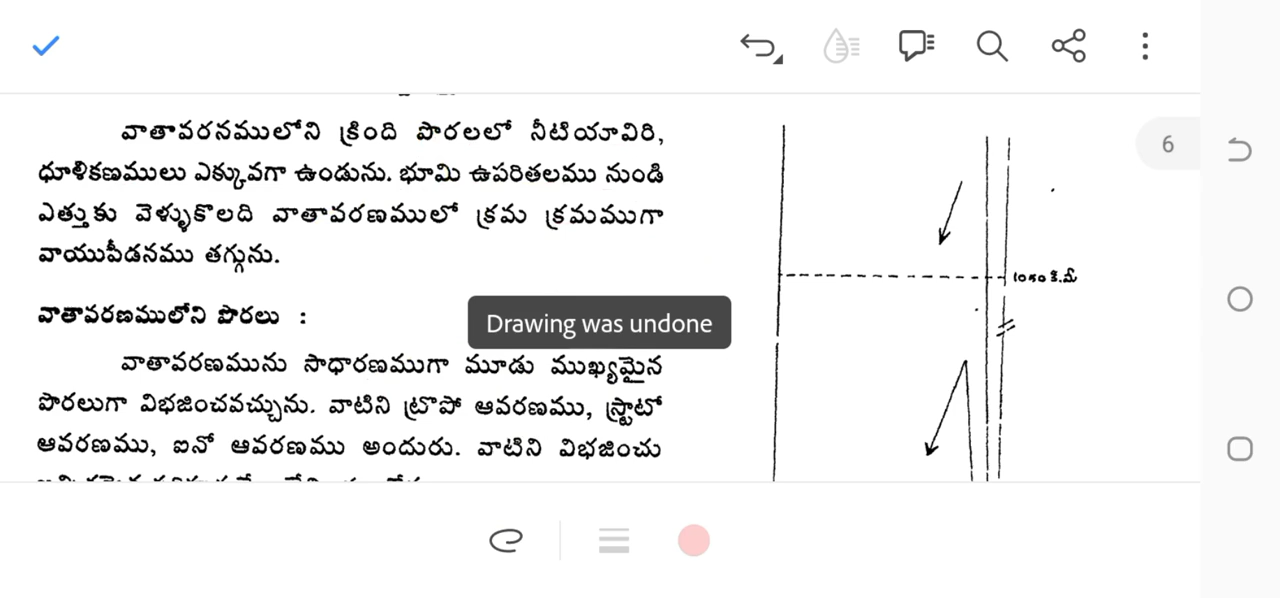 వాతావరనములోని క్రింది పొరలలో నీటియావిరి,
ధూళికణములు ఎక్కువగా ఉండును. భూమి ఉపరితలము నుండి
ఎత్తుకు వెళ్ళుకొలది వాతావరణములో క్రమ క్రమముగా
వాయుపీడనము తగ్గును.
వాతావరణములోని పొరలు :
వాతావరణమును సాధారణముగా మూడు ముఖ్యమైన
పొరలుగా విభజించవచ్చును. వాటిని ట్రొపో ఆవరణము, స్ట్రాటో
ఆవరణము, ఐనో ఆవరణము అందురు. వాటిని విభజించు
6
కి.మీ
Drawing was undone